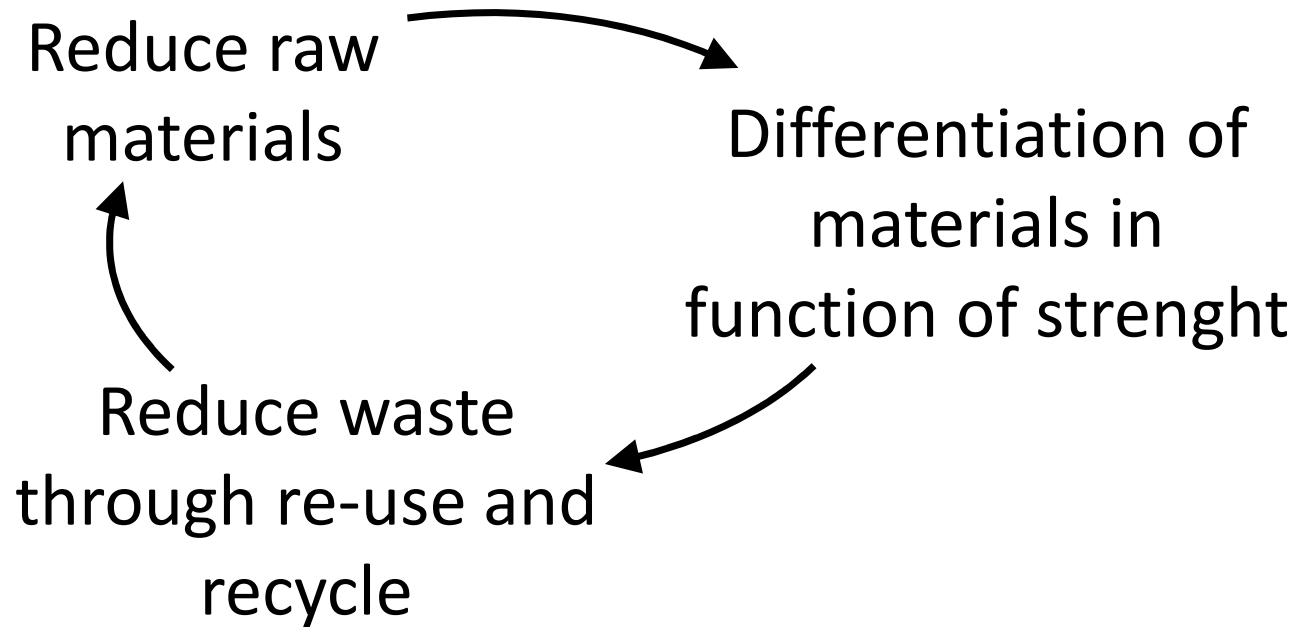 Reduce raw
materials
Differentiation of
materials in
function of strenght
Reduce waste
through re-use and
recycle